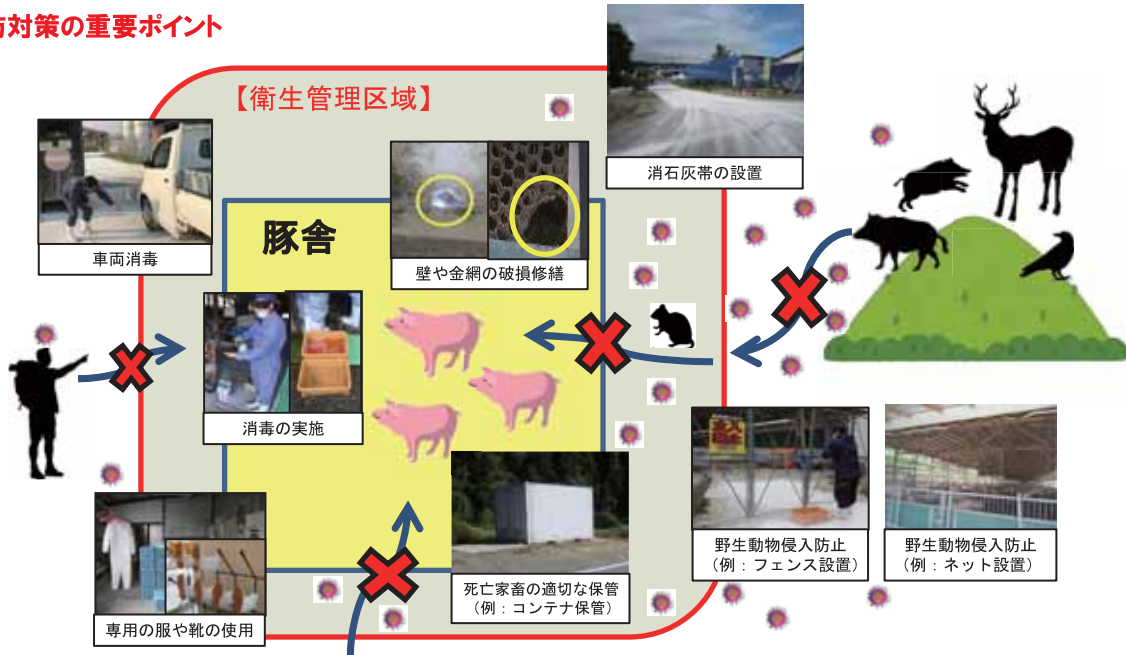 防対策の重要ポイント
【衛生管理区域】
消石灰帯の設置
車両消毒
豚舎
壁や金網の破損修繕
消毒の実施
野生動物侵入防止
(例:フェンス設置)
野生動物侵入防止
(例:ネット設置)
死亡家畜の適切な保管
(例:コンテナ保管)
専用の服や靴の使用